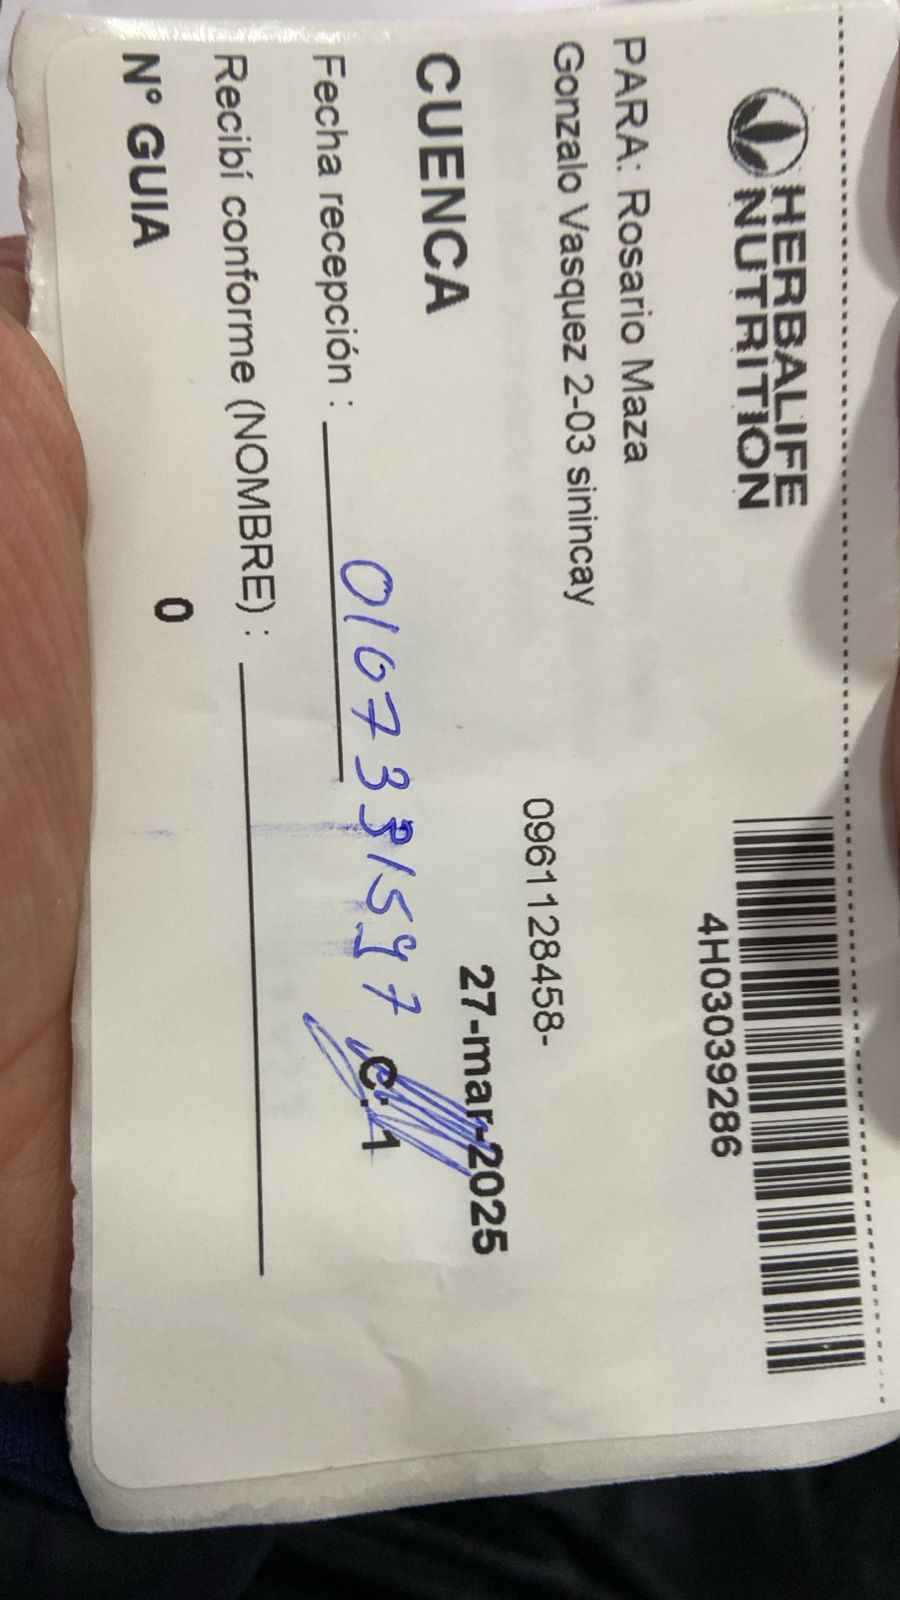 HERBALIFE
NUTRITION
4H03039286
PARA: Rosario Maza
Gonzalo Vasquez 2-03 sinincay
0961128458-
CUENCA
27-mar-2025
Fecha recepción :
0107331597
C. 1
Recibí conforme (NOMBRE) :
N° GUIA
0